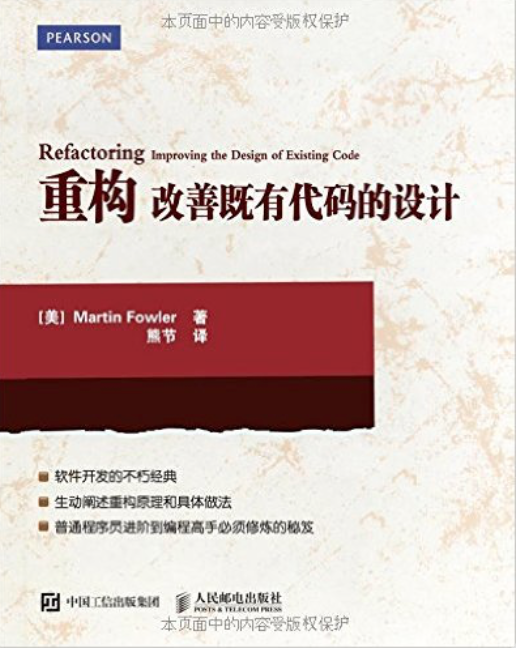 本页面中的内容受版权保护
PEARSON
Refactoring Improving the Design of Existing Code
重构 改善既有代码的设计
[美] Martin Fowler 著
熊节 译
软件开发的不朽经典
生动阐述重构原理和具体做法
普通程序员进阶到编程高手必须修炼的秘笈
中国工信出版集团 人民邮电出版社
POSTS & TELECOM PRESS
本页面中的内容受版权保护